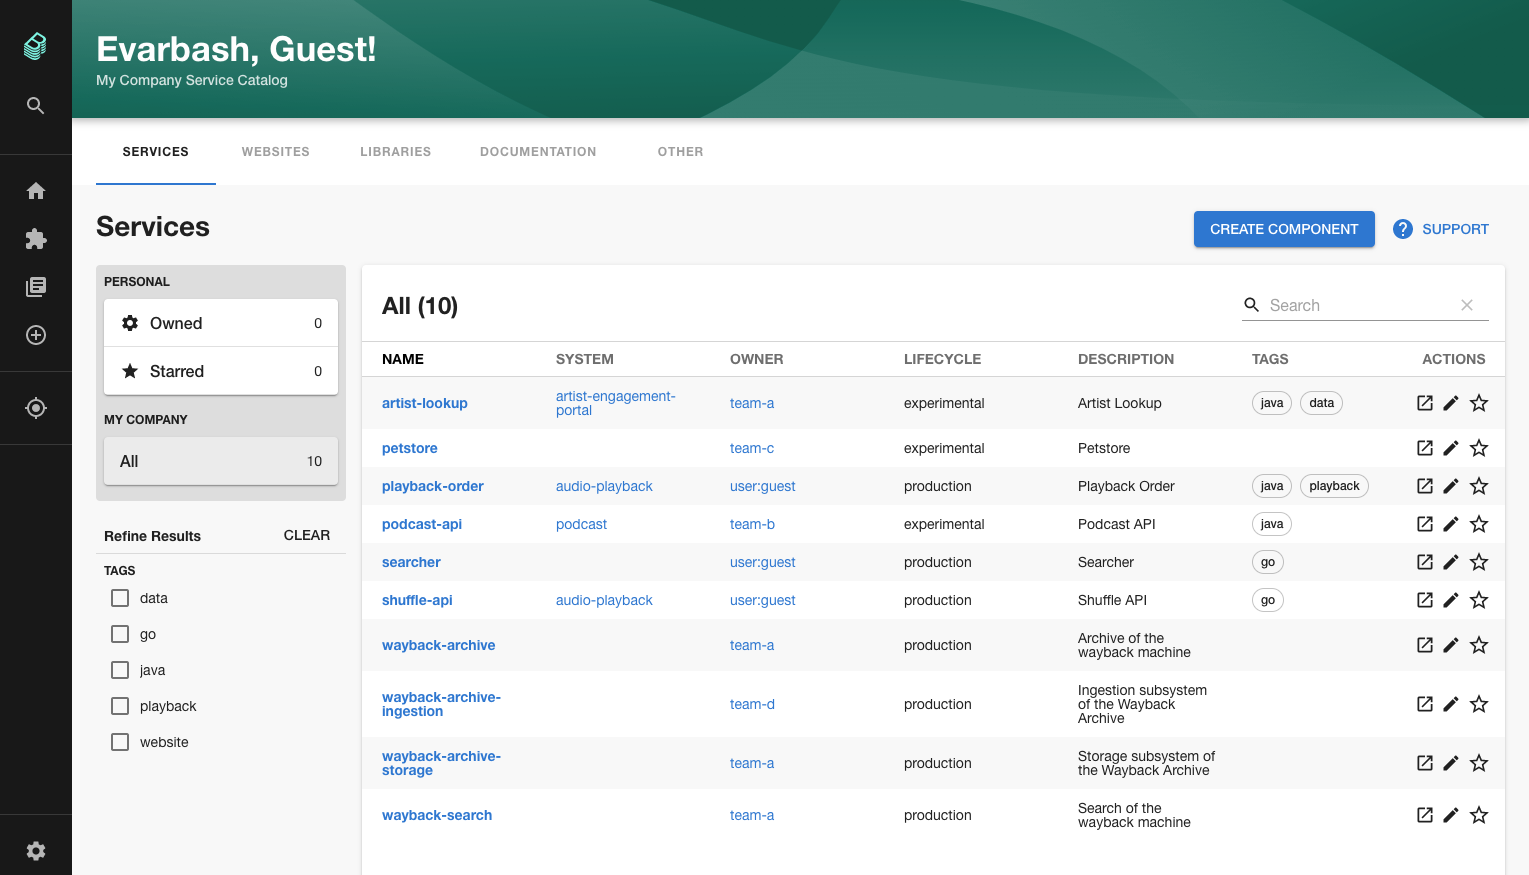 Evarbash, Guest!
My Company Service Catalog
SERVICES WEBSITES LIBRARIES DOCUMENTATION OTHER
Services
CREATE COMPONENT
? SUPPORT
PERSONAL
Owned 0
Starred 0
MY COMPANY
All 10
Refine Results CLEAR
TAGS
data
go
java
playback
website
All (10)
Search
NAME SYSTEM OWNER LIFECYCLE DESCRIPTION TAGS ACTIONS
artist-lookup artist-engagement-
portal team-a experimental Artist Lookup java data
petstore team-c experimental Petstore
playback-order audio-playback user:guest production Playback Order java playback
podcast-api podcast team-b experimental Podcast API java
searcher user:guest production Searcher go
shuffle-api audio-playback user:guest production Shuffle API go
wayback-archive team-a production Archive of the
wayback machine
wayback-archive-
ingestion team-d production Ingestion subsystem
of the Wayback
Archive
wayback-archive-
storage team-a production Storage subsystem of
the Wayback Archive
wayback-search team-a production Search of the
wayback machine